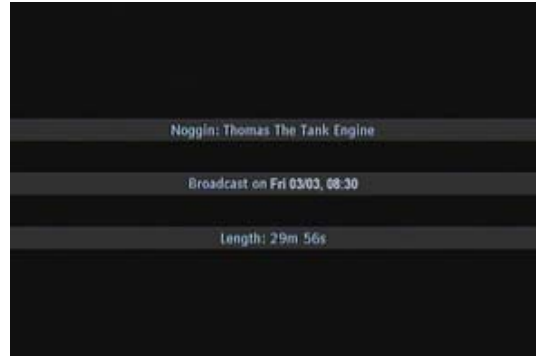 Noggin: Thomas The Tank Engine
Broadcast on Fri 03/03, 08:30
Length: 29m 56s